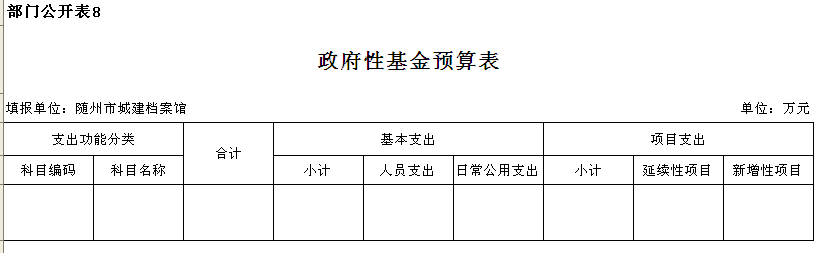 部门公开表8
政府性基金预算表
填报单位：随州市城建档案馆 单位：万元
支出功能分类 合计 基本支出 项目支出
科目编码 科目名称 小计 人员支出 日常公用支出 小计 延续性项目 新增性项目